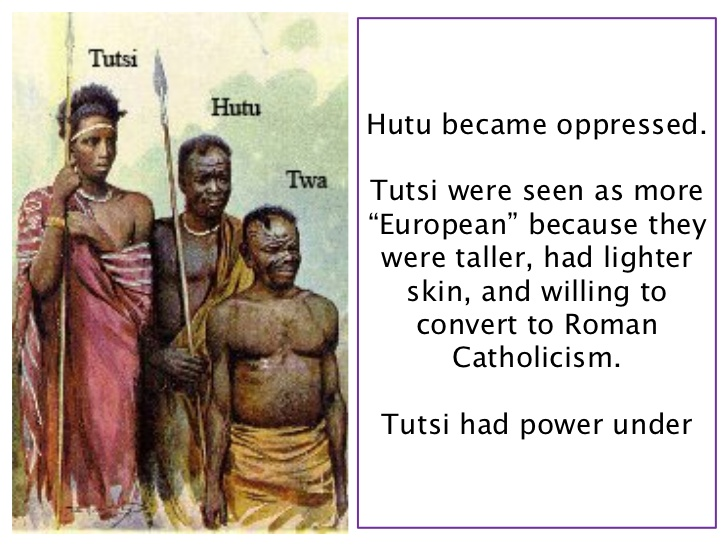 Tutsi
Hutu
Twa
Hutu became oppressed.
Tutsi were seen as more
“European” because they
were taller, had lighter
skin, and willing to
convert to Roman
Catholicism.
Tutsi had power under